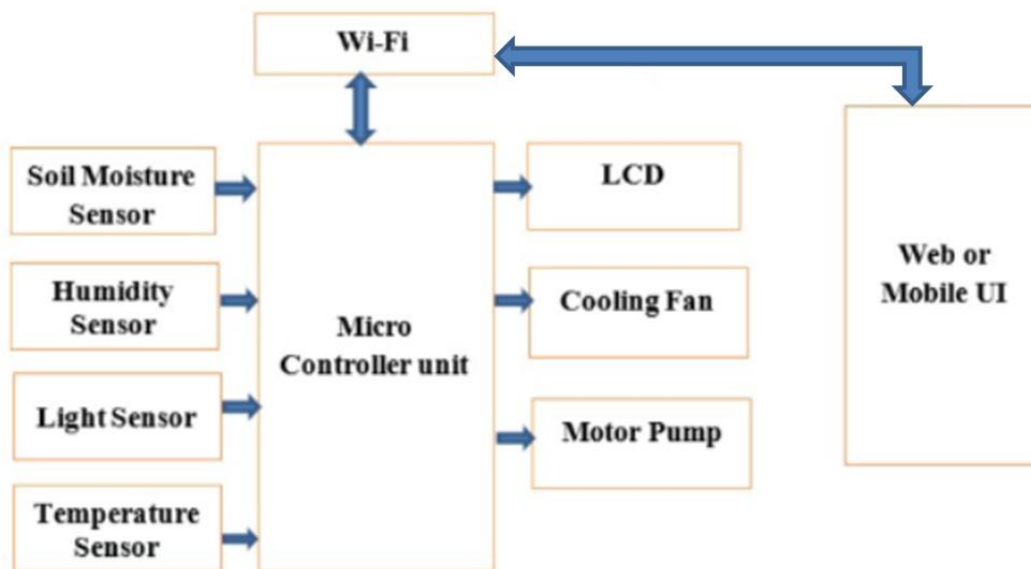 Wi-Fi
Soil Moisture
Sensor
Humidity
Sensor
Light Sensor
Temperature
Sensor
Micro
Controller unit
LCD
Cooling Fan
Motor Pump
Web or
Mobile UI